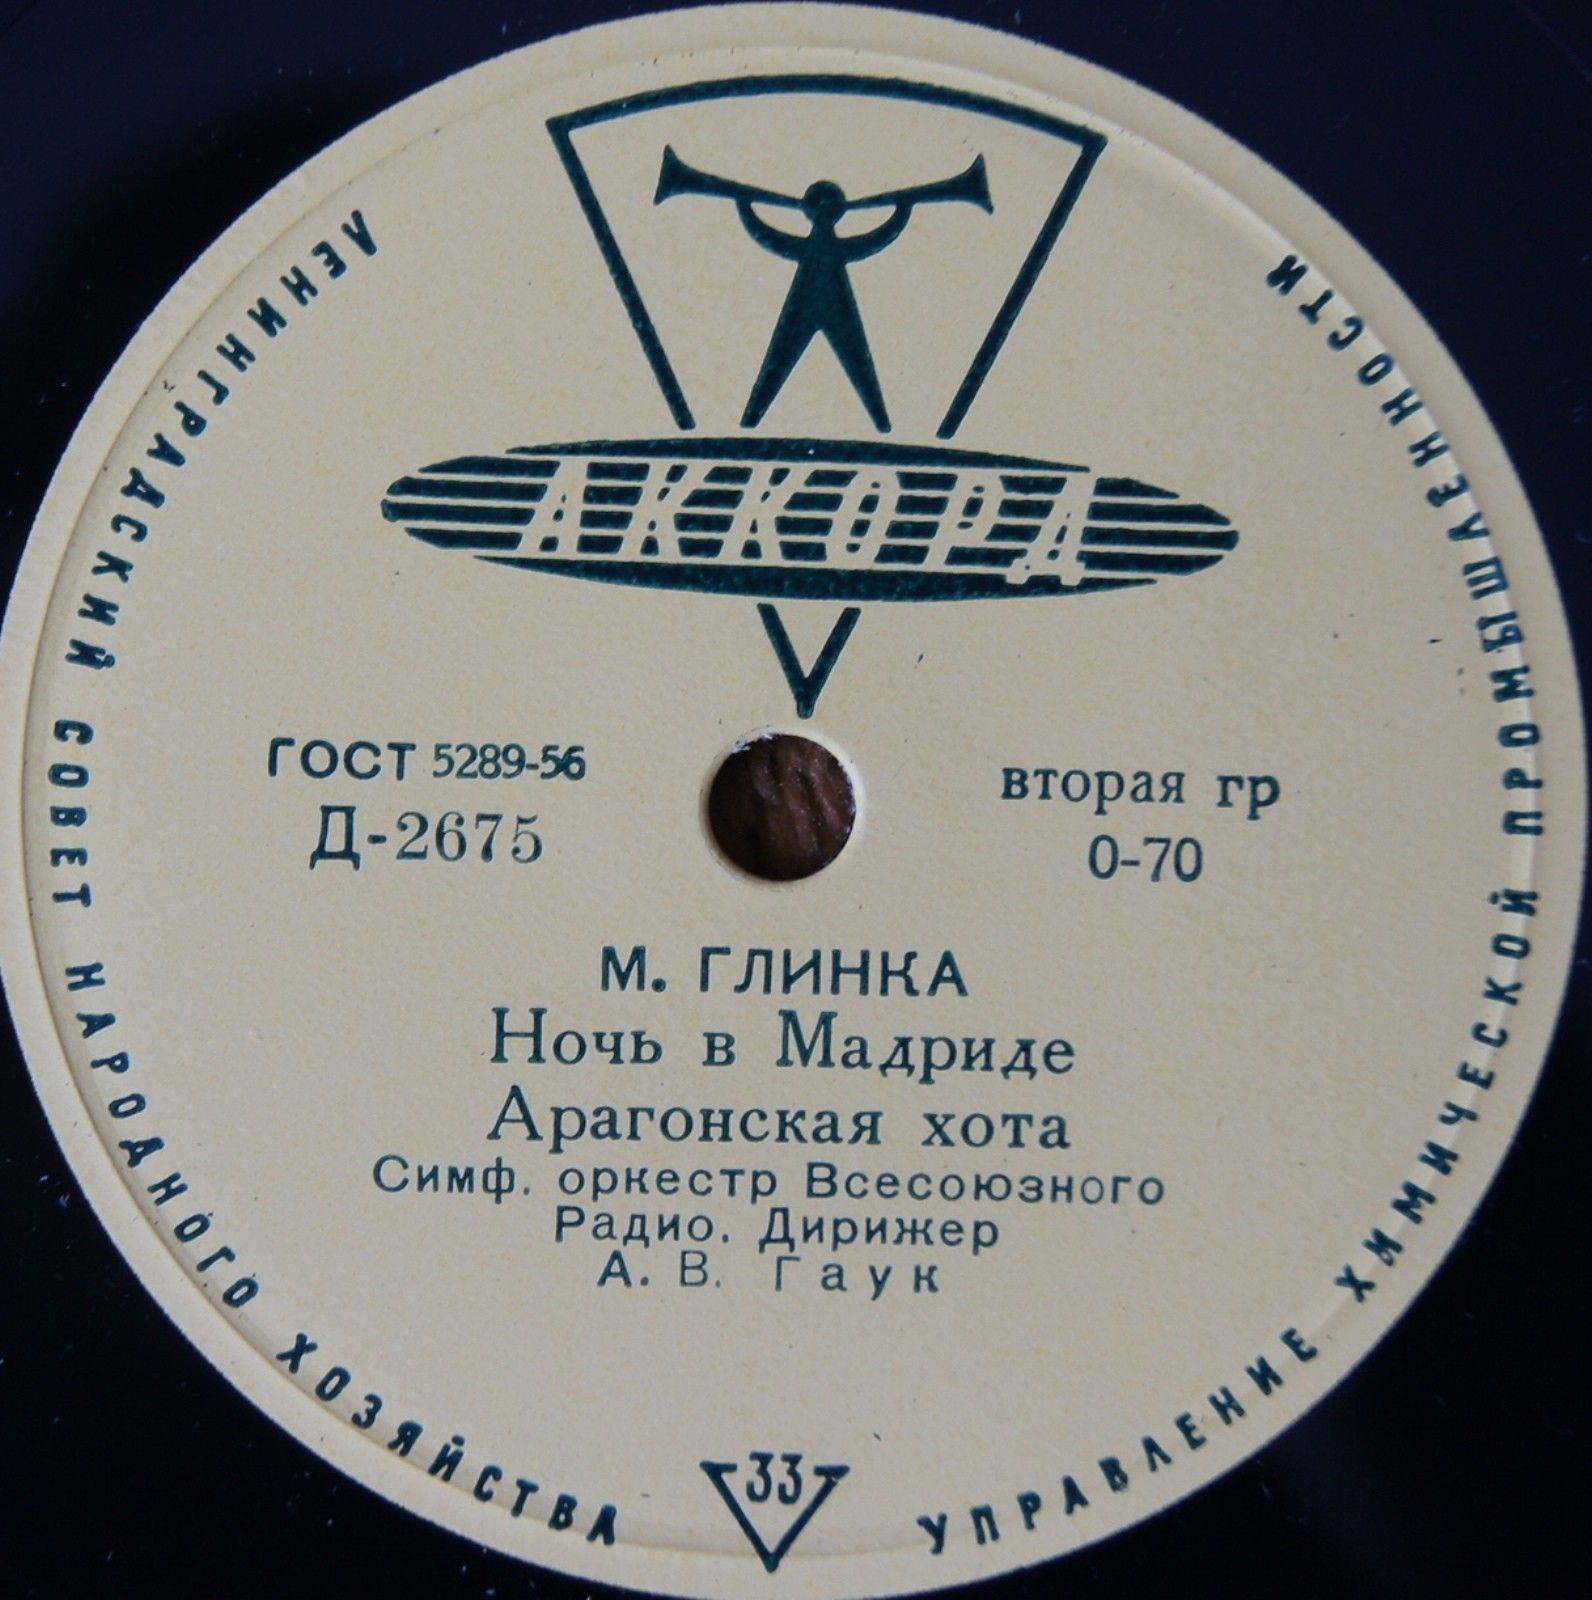 ЛЕНИНГРАДСКИЙ СОВЕТ НАРОДНОГО ХОЗЯЙСТВА
УПРАВЛЕНИЕ ХИМИЧЕСКОЙ ПРОМЫШЛЕННОСТИ
АККОРД
ГОСТ 5289-56
Д-2675
вторая гр
0-70
М. ГЛИНКА
Ночь в Мадриде
Арагонская хота
Симф. оркестр Всесоюзного
Радио. Дирижер
А. В. Гаук
33